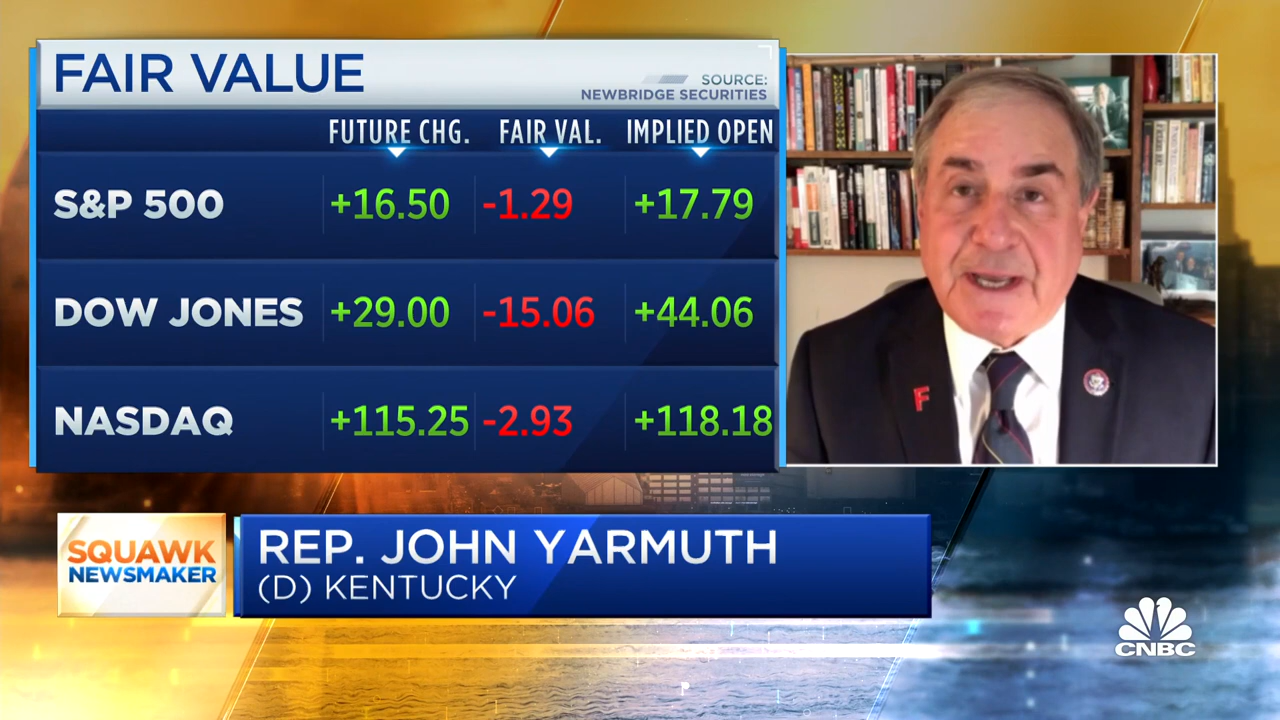 FAIR VALUE
SOURCE:
NEWBRIDGE SECURITIES
FUTURE CHG. FAIR VAL. IMPLIED OPEN
S&P 500 +16.50 -1.29 +17.79
DOW JONES +29.00 -15.06 +44.06
NASDAQ +115.25 -2.93 +118.18
F
SQUAWK
NEWSMAKER
REP. JOHN YARMUTH
(D) KENTUCKY
CNBC
P